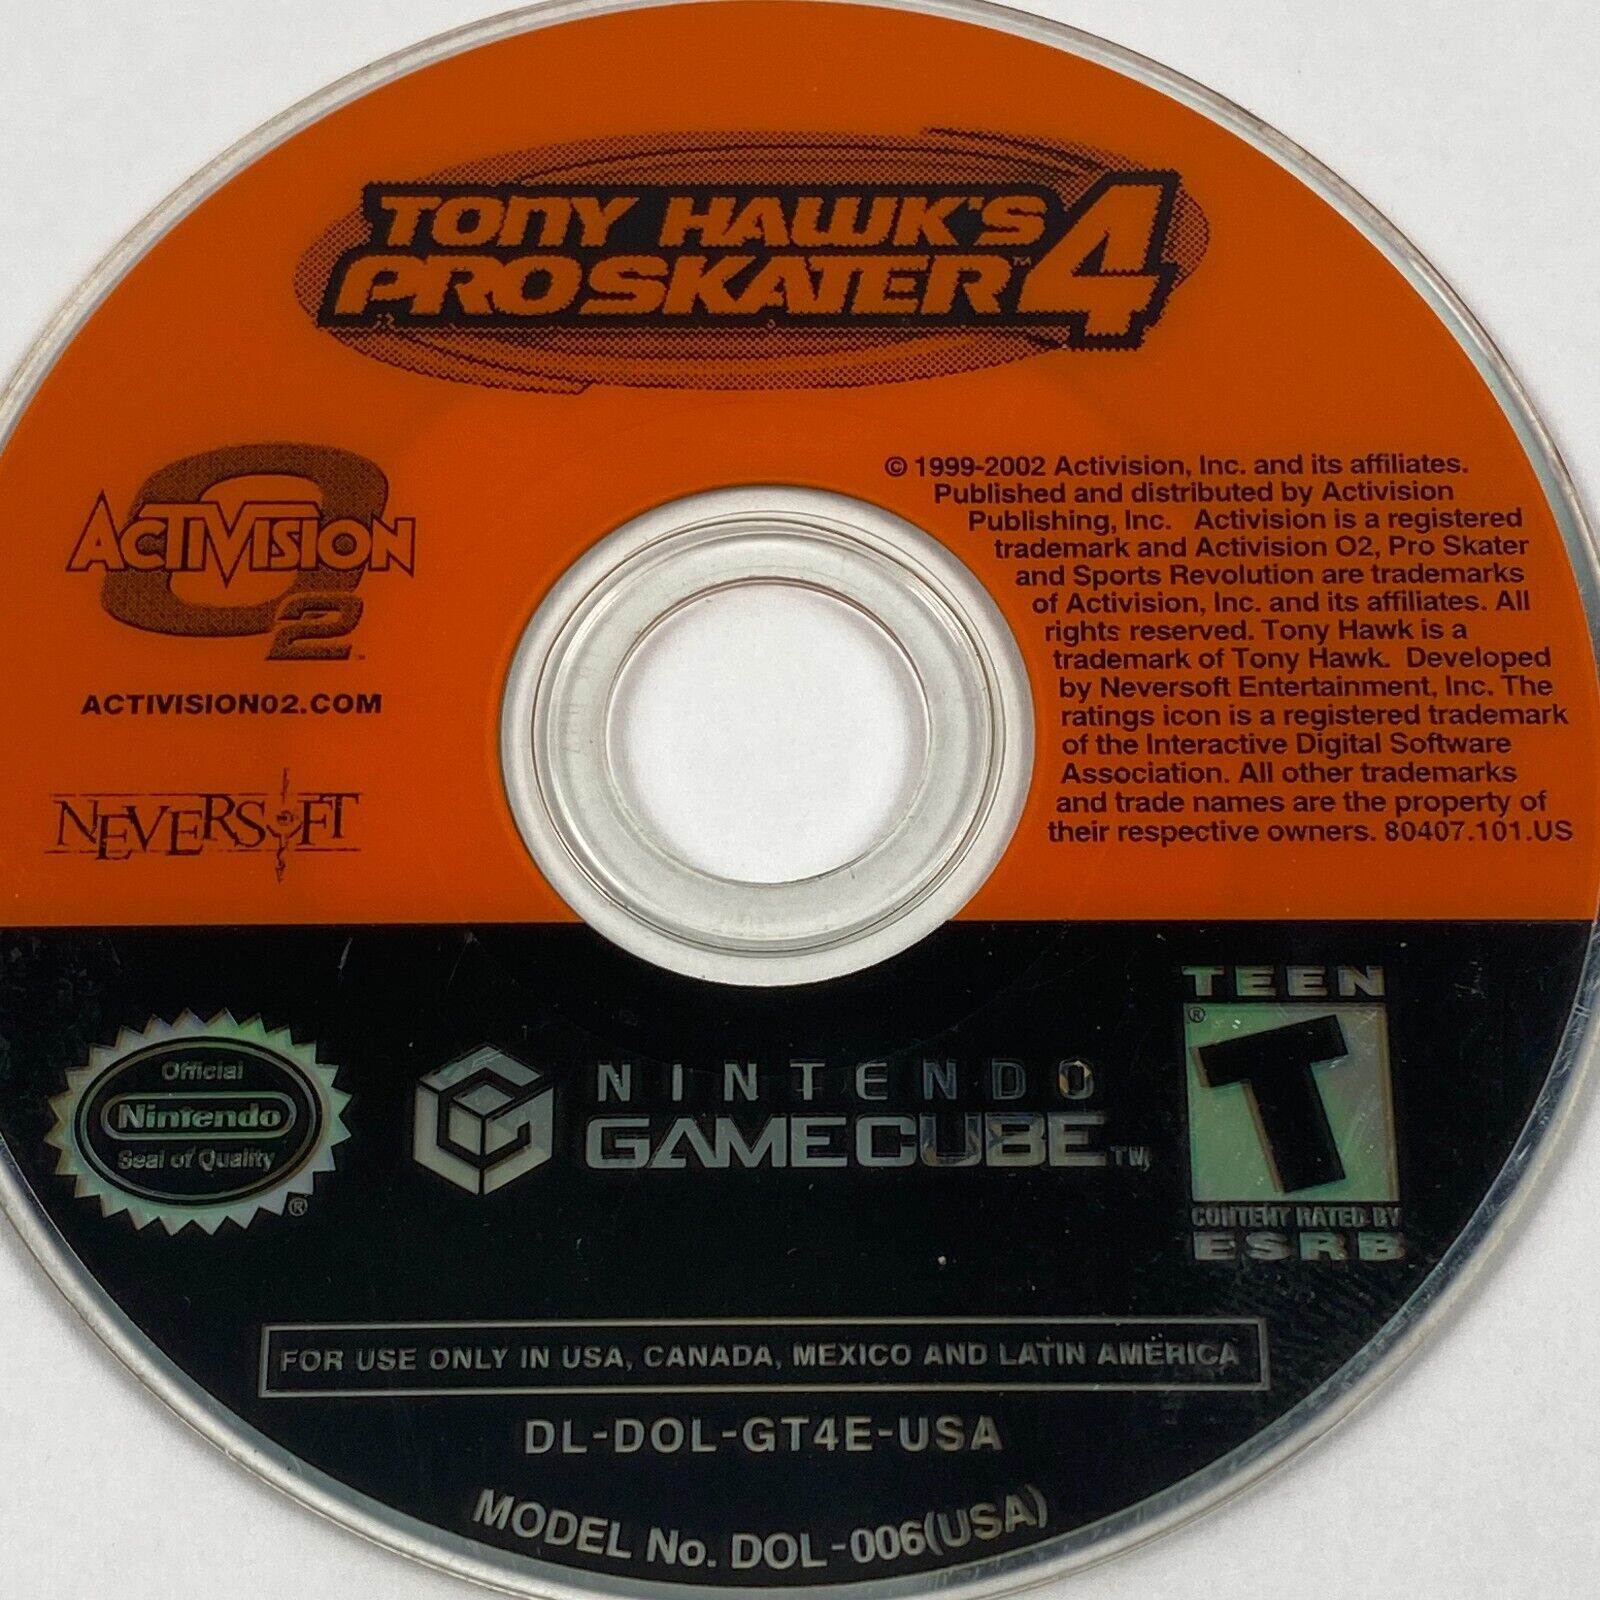 TONY HAWK'S
PRO SKATER™ 4
ACTIVISION O2™
ACTIVISIONO2.COM
NEVERSOFT
© 1999-2002 Activision, Inc. and its affiliates.
Published and distributed by Activision
Publishing, Inc. Activision is a registered
trademark and Activision O2, Pro Skater
and Sports Revolution are trademarks
of Activision, Inc. and its affiliates. All
rights reserved. Tony Hawk is a
trademark of Tony Hawk. Developed
by Neversoft Entertainment, Inc. The
ratings icon is a registered trademark
of the Interactive Digital Software
Association. All other trademarks
and trade names are the property of
their respective owners. 80407.101.US
Official
Nintendo
Seal of Quality
®
NINTENDO
GAMECUBE™
TEEN
®
T
CONTENT RATED BY
ESRB
FOR USE ONLY IN USA, CANADA, MEXICO AND LATIN AMERICA
DL-DOL-GT4E-USA
MODEL No. DOL-006(USA)